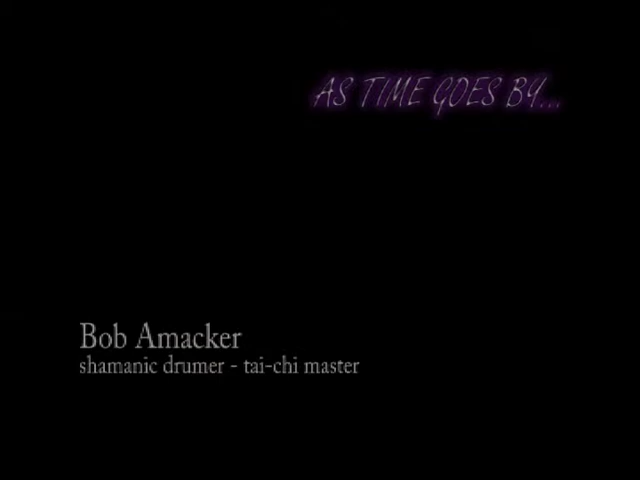 AS TIME GOES BY...
Bob Amacker
shamanic drumer - tai-chi master